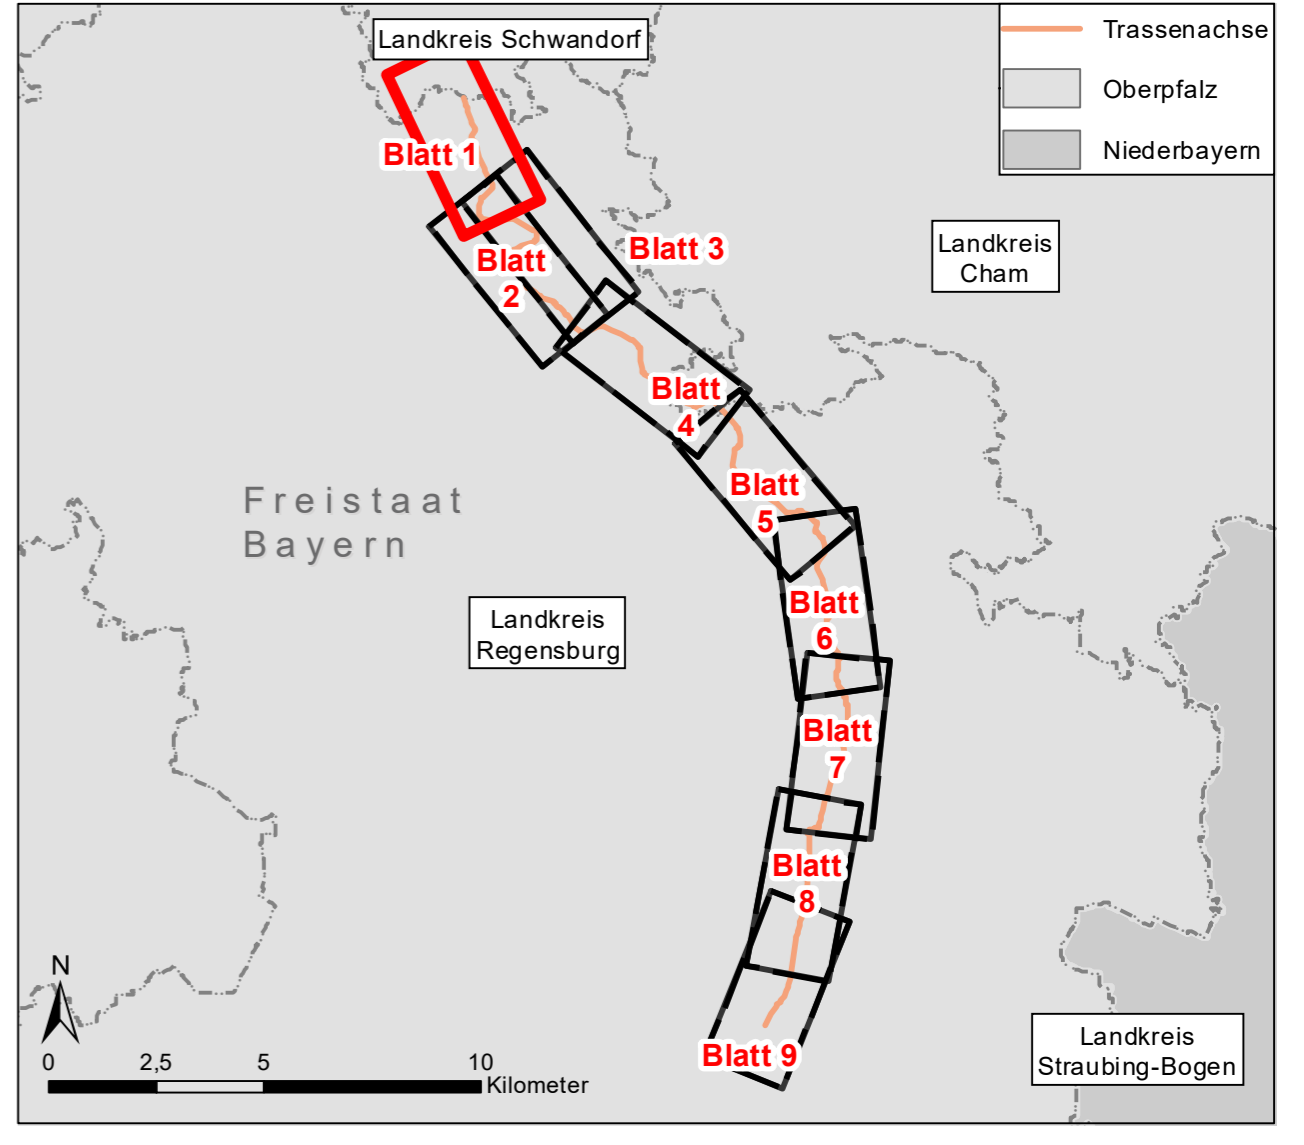 Landkreis Schwandorf
Trassenachse
Oberpfalz
Niederbayern
Blatt 1
Blatt
2
Blatt 3
Landkreis
Cham
Blatt
4
Freistaat
Bayern
Blatt
5
Landkreis
Regensburg
Blatt
6
Blatt
7
Blatt
8
N
0 2,5 5 10
Kilometer
Blatt 9
Landkreis
Straubing-Bogen